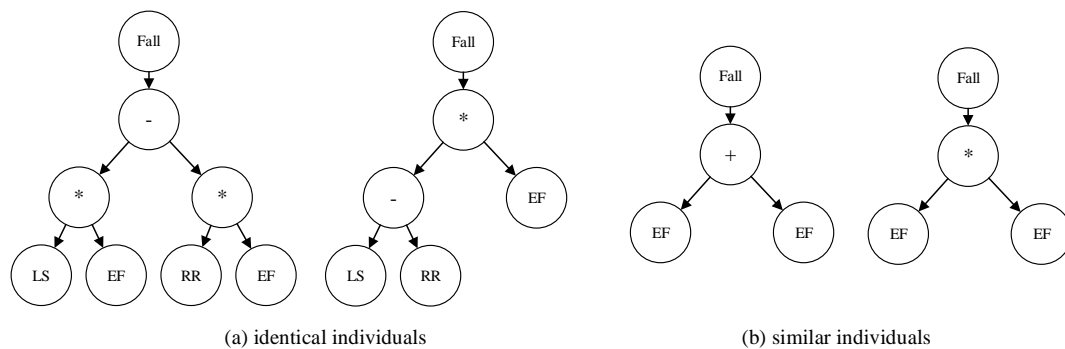 Fall
-
*
*
LS
EF
RR
EF
Fall
*
-
EF
LS
RR
(a) identical individuals
Fall
+
EF
EF
Fall
*
EF
EF
(b) similar individuals